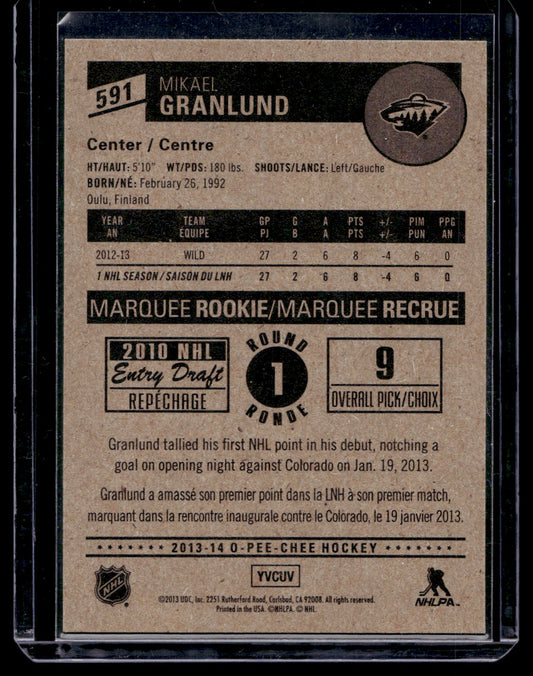 591
MIKAEL
GRANLUND
Center / Centre
HT/HAUT: 5'10" WT/PDS: 180 lbs. SHOOTS/LANCE: Left/Gauche
BORN/NÉ: February 26, 1992
Oulu, Finland
YEAR TEAM GP G A PTS +/- PIM PPG
AN ÉQUIPE PJ B A PTS +/- PUN AN
2012-13 WILD 27 2 6 8 -4 6 0
1 NHL SEASON / SAISON DU LNH 27 2 6 8 -4 6 0
MARQUEE ROOKIE/MARQUEE RECRUE
2010 NHL
Entry Draft
REPÊCHAGE
ROUND
1
RONDE
9
OVERALL PICK/CHOIX
Granlund tallied his first NHL point in his debut, notching a
goal on opening night against Colorado on Jan. 19, 2013.
Granlund a amassé son premier point dans la LNH à son premier match,
marquant dans la rencontre inaugurale contre le Colorado, le 19 janvier 2013.
2013-14 O-PEE-CHEE HOCKEY
NHL
YVCUV
NHLPA™
©2013 UDC, Inc. 2251 Rutherford Road, Carlsbad, CA 92008. All rights reserved.
Printed in the USA. ©NHLPA. © NHL.